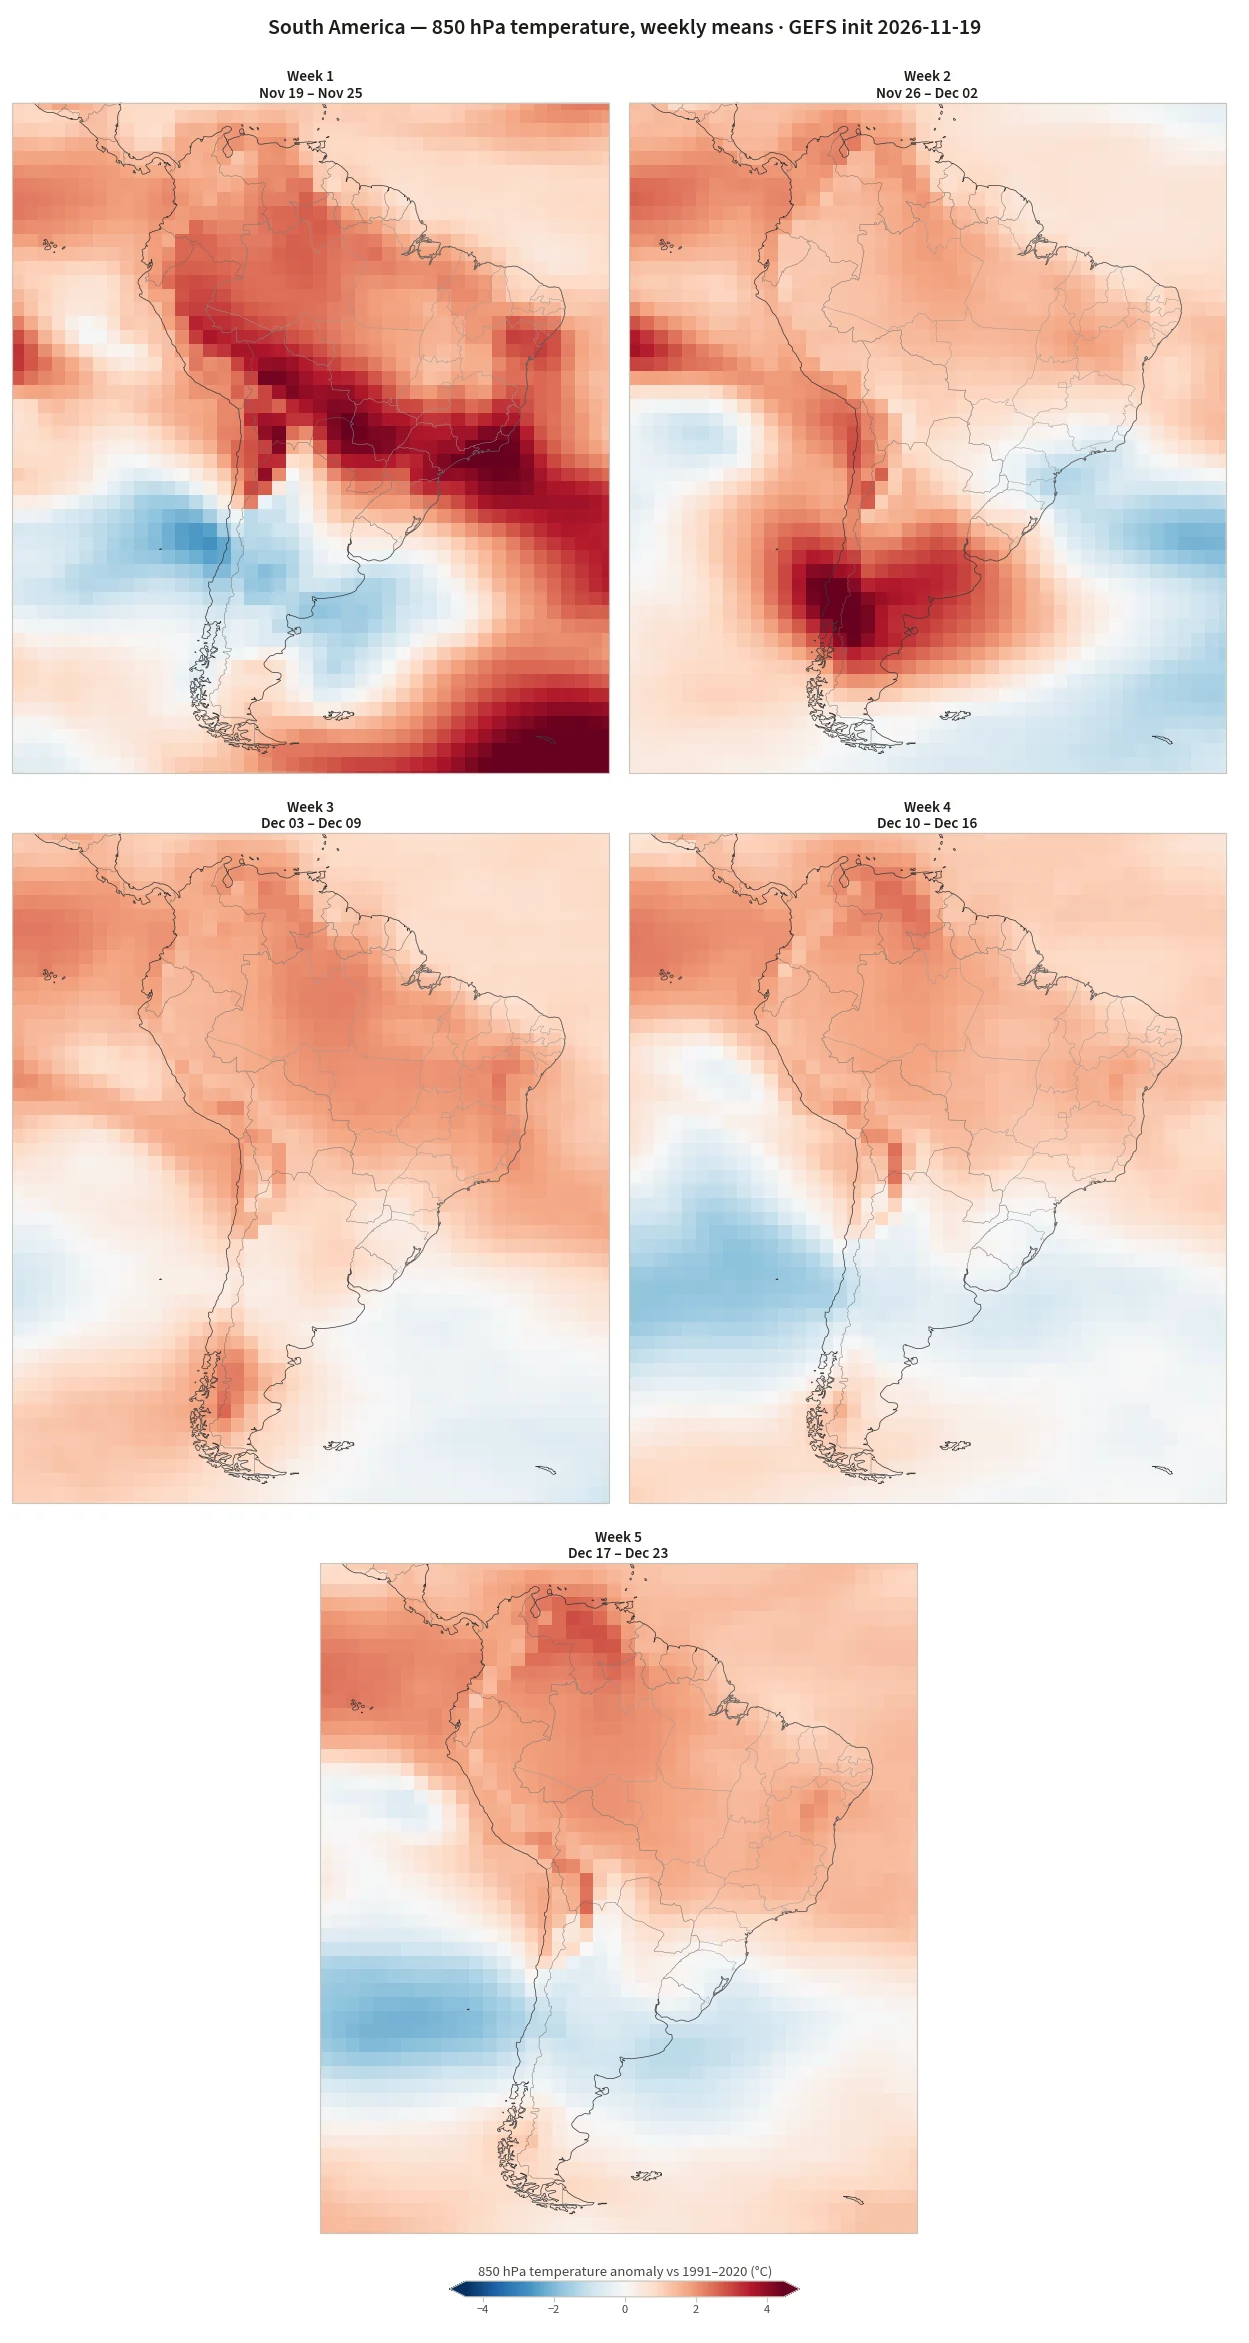 South America — 850 hPa temperature, weekly means · GEFS init 2026-11-19
Week 1
Nov 19 – Nov 25
Week 2
Nov 26 – Dec 02
Week 3
Dec 03 – Dec 09
Week 4
Dec 10 – Dec 16
Week 5
Dec 17 – Dec 23
850 hPa temperature anomaly vs 1991–2020 (°C)
−4 −2 0 2 4